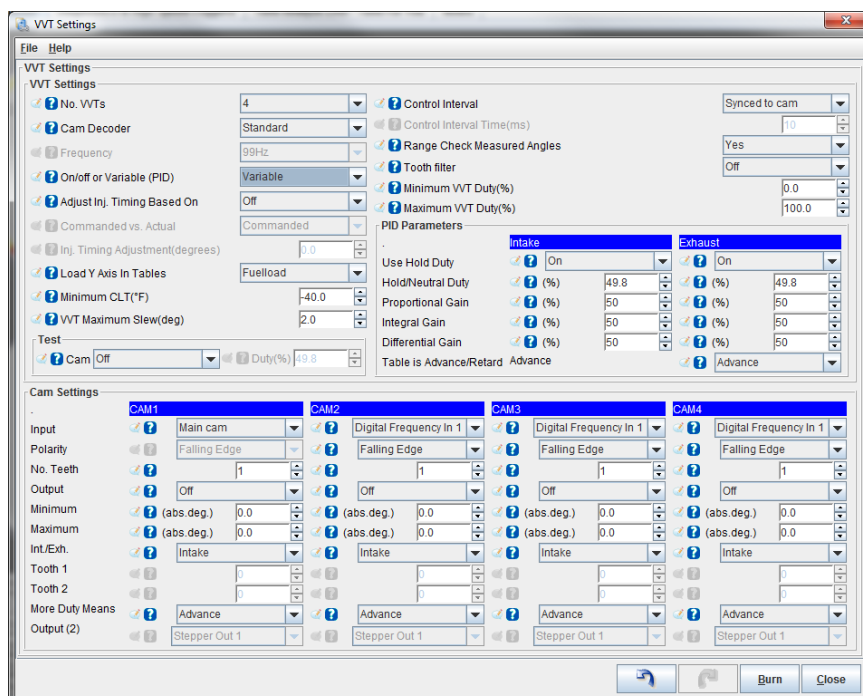 VVT Settings
File Help
VVT Settings
VVT Settings
No. VVTs 4
Cam Decoder Standard
Frequency 99Hz
On/off or Variable (PID) Variable
Adjust Inj. Timing Based On Off
Commanded vs. Actual Commanded
Inj. Timing Adjustment(degrees) 0.0
Load Y Axis In Tables Fuelload
Minimum CLT(°F) -40.0
VVT Maximum Slew(deg) 2.0
Test
Cam Off Duty(%) 49.8
Control Interval Synced to cam
Control Interval Time(ms) 10
Range Check Measured Angles Yes
Tooth filter Off
Minimum VVT Duty(%) 0.0
Maximum VVT Duty(%) 100.0
PID Parameters
. Intake Exhaust
Use Hold Duty On On
Hold/Neutral Duty (%) 49.8 (%) 49.8
Proportional Gain (%) 50 (%) 50
Integral Gain (%) 50 (%) 50
Differential Gain (%) 50 (%) 50
Table is Advance/Retard Advance Advance
Cam Settings
. CAM1 CAM2 CAM3 CAM4
Input Main cam Digital Frequency In 1 Digital Frequency In 1 Digital Frequency In 1
Polarity Falling Edge Falling Edge Falling Edge Falling Edge
No. Teeth 1 1 1 1
Output Off Off Off Off
Minimum (abs.deg.) 0.0 (abs.deg.) 0.0 (abs.deg.) 0.0 (abs.deg.) 0.0
Maximum (abs.deg.) 0.0 (abs.deg.) 0.0 (abs.deg.) 0.0 (abs.deg.) 0.0
Int./Exh. Intake Intake Intake Intake
Tooth 1 0 0 0 0
Tooth 2 0 0 0 0
More Duty Means Advance Advance Advance Advance
Output (2) Stepper Out 1 Stepper Out 1 Stepper Out 1 Stepper Out 1
Burn Close